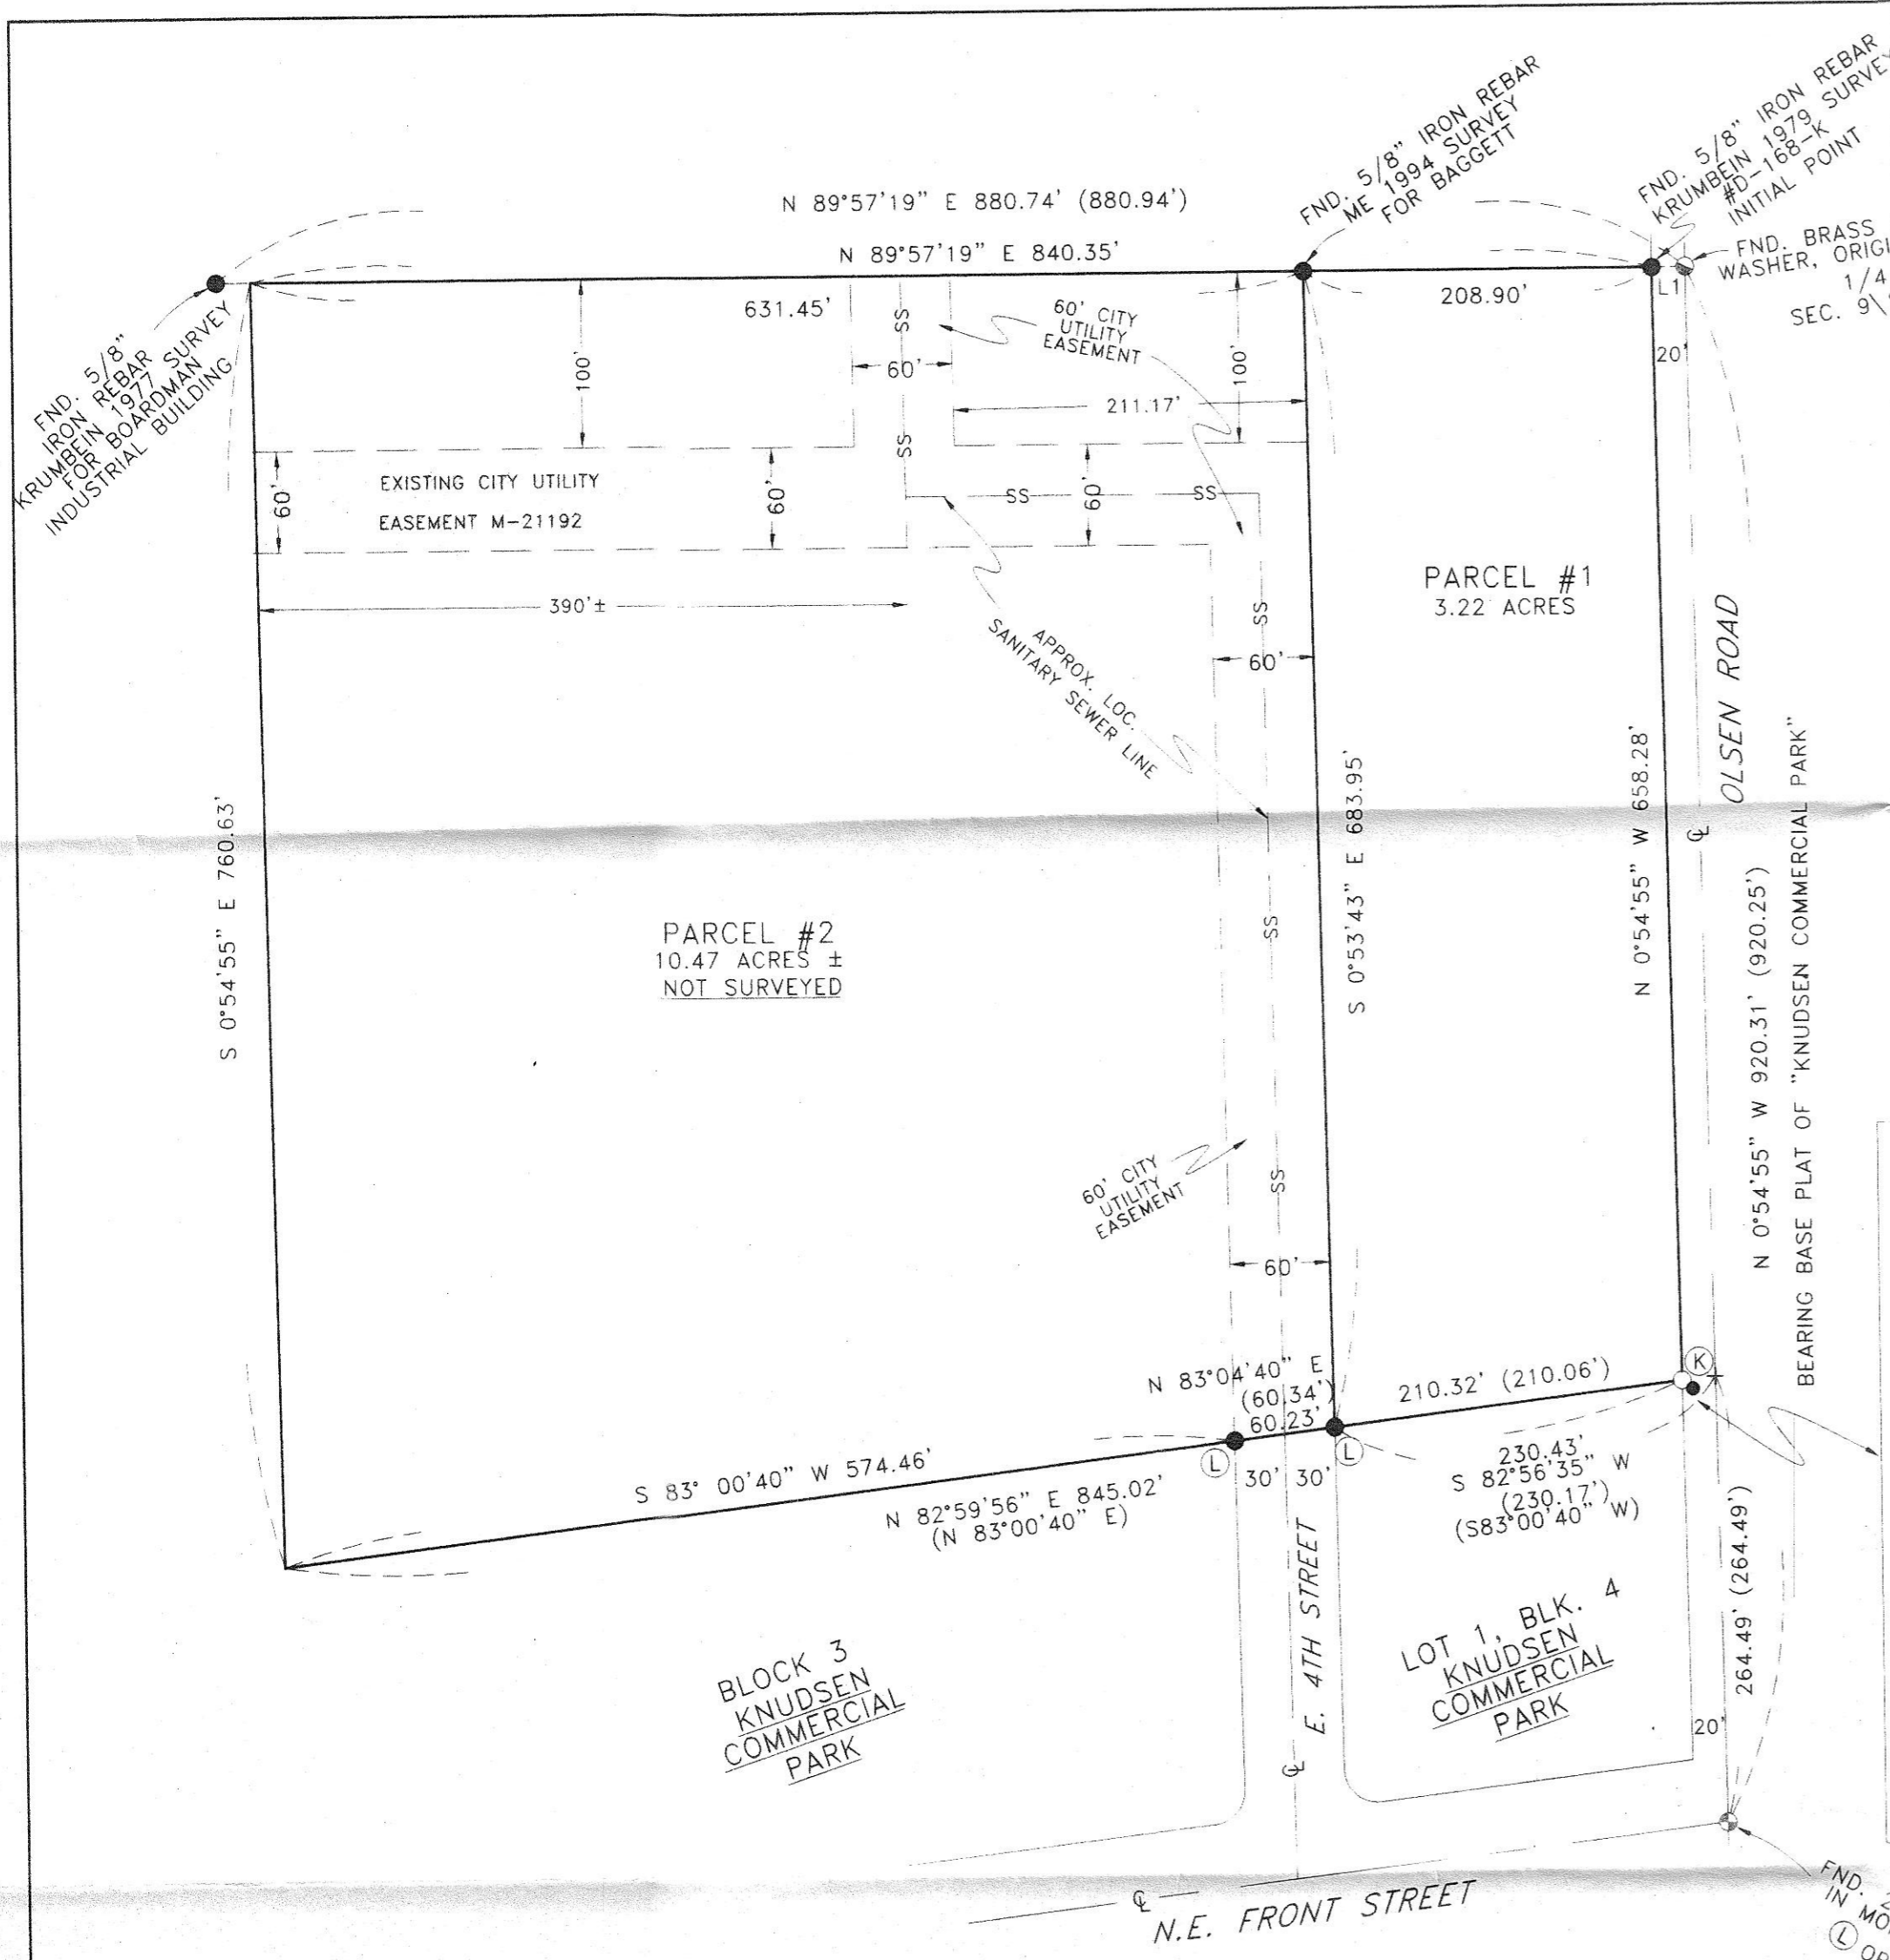 N 89°57'19" E 880.74' (880.94')
N 89°57'19" E 840.35'
631.45'
208.90'
FND. 5/8" IRON REBAR
ME 1994 SURVEY
FOR BAGGETT
FND. 5/8" IRON REBAR
KRUMBEIN 1979 SURVEY
#D-168-K
INITIAL POINT
FND. BRASS
WASHER,
1/4
SEC. 9
L1
20'
FND. 5/8"
IRON REBAR
KRUMBEIN 1977 SURVEY
FOR BOARDMAN
INDUSTRIAL BUILDING
100'
60'
60' CITY
UTILITY
EASEMENT
100'
211.17'
SS
SS
60'
EXISTING CITY UTILITY
EASEMENT M-21192
60'
SS
60'
SS
390'±
SS
60'
APPROX. LOC.
SANITARY SEWER LINE
PARCEL #1
3.22 ACRES
OLSEN ROAD
S 0°54'55" E 760.63'
S 0°53'43" E 683.95'
N 0°54'55" W 658.28'
℄
N 0°54'55" W 920.31' (920.25')
BEARING BASE PLAT OF "KNUDSEN COMMERCIAL PARK"
PARCEL #2
10.47 ACRES ±
NOT SURVEYED
SS
SS
60' CITY
UTILITY
EASEMENT
60'
N 83°04'40" E
(60.34')
60.23'
210.32' (210.06')
K
L
L
30' 30'
S 83° 00'40" W 574.46'
N 82°59'56" E 845.02'
(N 83°00'40" E)
230.43'
S 82°56'35" W
(230.17')
(S83°00'40" W)
264.49' (264.49')
20'
BLOCK 3
KNUDSEN
COMMERCIAL
PARK
E. 4TH STREET
℄
LOT 1, BLK. 4
KNUDSEN
COMMERCIAL
PARK
℄
N.E. FRONT STREET
FND.
IN
L